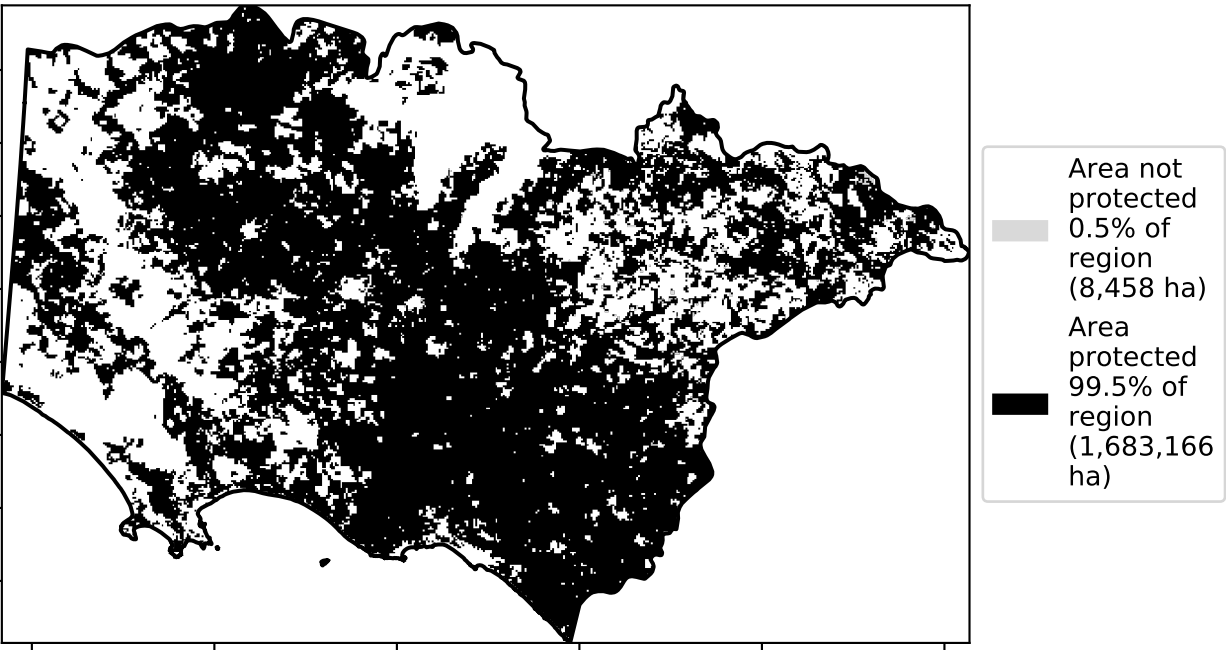 Area not
protected
0.5% of
region
(8,458 ha)
Area
protected
99.5% of
region
(1,683,166
ha)